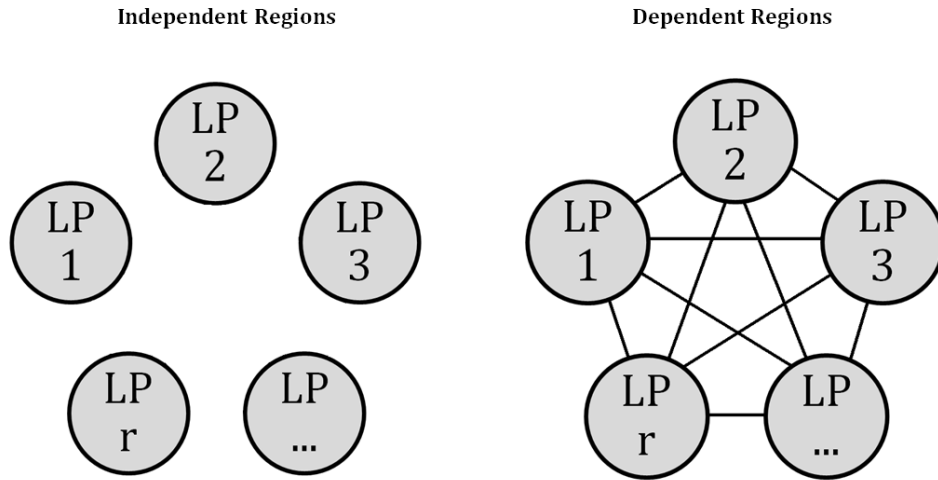 Independent Regions
LP
2
LP
1
LP
3
LP
r
LP
...
Dependent Regions
LP
2
LP
1
LP
3
LP
r
LP
...